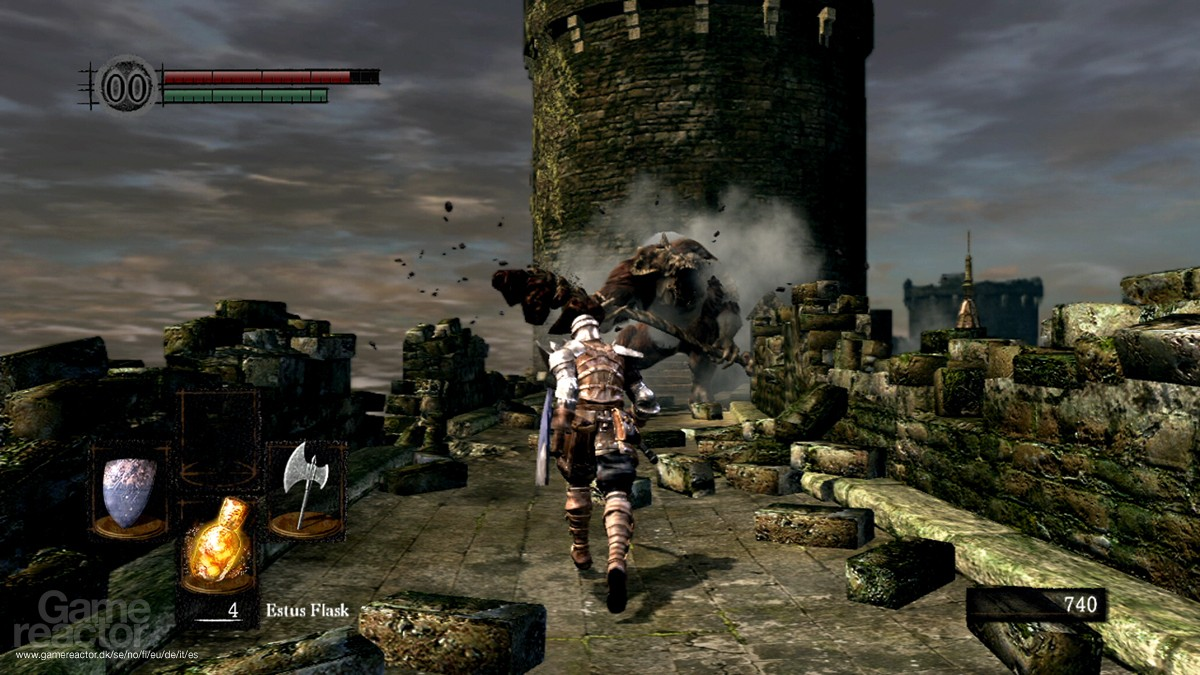 00
4 Estus Flask
740
Game
reactor
www.gamereactor.dk/se/no/fi/eu/de/it/es